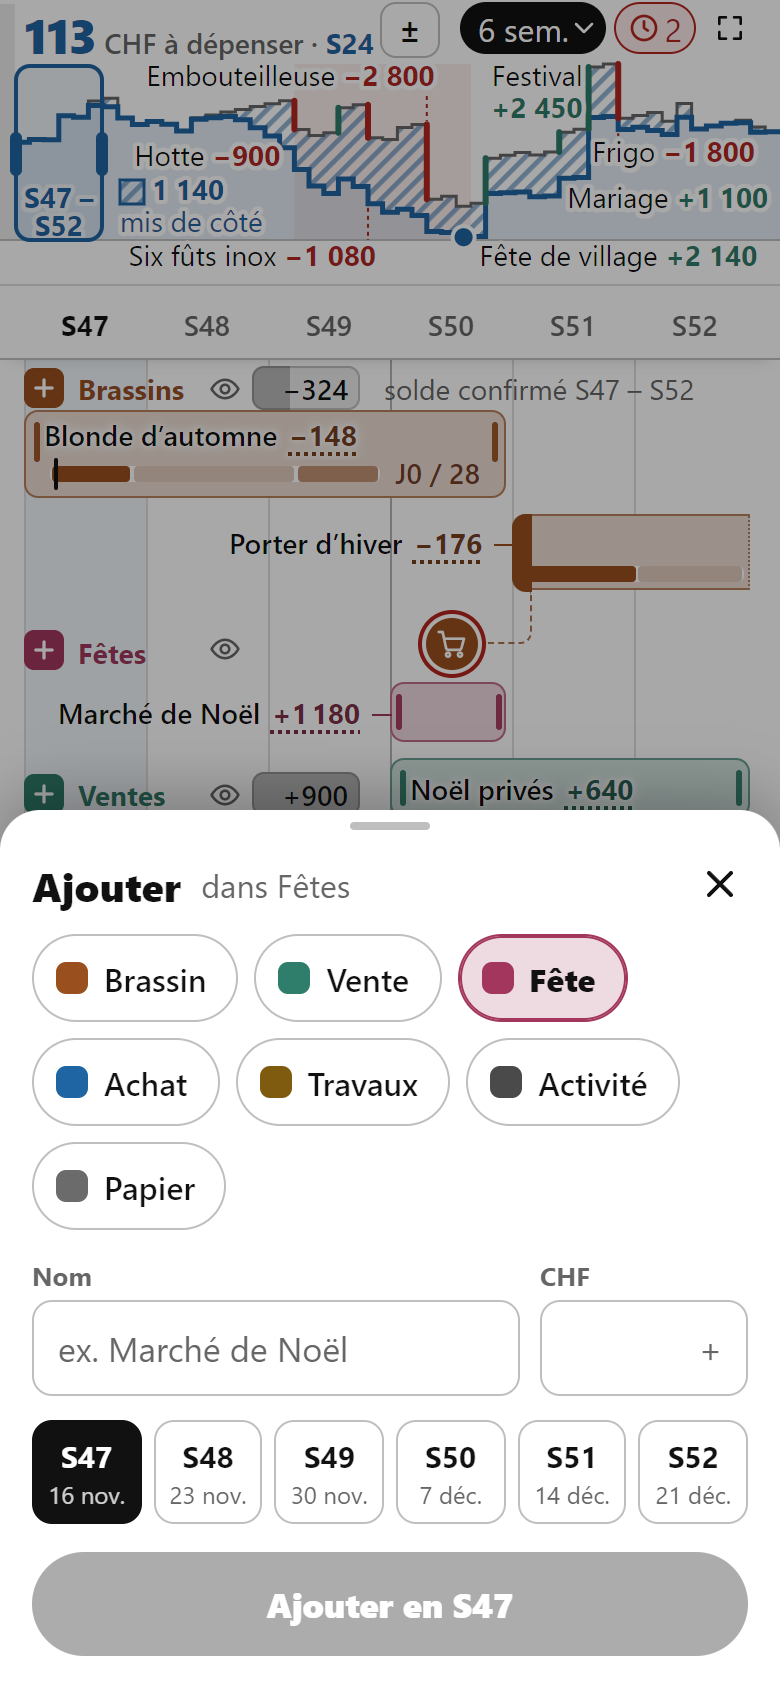 113 CHF à dépenser · S24 ± 6 sem. 2
Embouteilleuse −2 800
Festival
+2 450
Hotte −900
Frigo −1 800
1 140
mis de côté
S47 –
S52
Mariage +1 100
Six fûts inox −1 080
Fête de village +2 140
S47 S48 S49 S50 S51 S52
Brassins −324 solde confirmé S47 – S52
Blonde d’automne −148
J0 / 28
Porter d’hiver −176
Fêtes
Marché de Noël +1 180
Ventes +900 Noël privés +640
Ajouter dans Fêtes
Brassin Vente Fête
Achat Travaux Activité
Papier
Nom CHF
ex. Marché de Noël +
S47 S48 S49 S50 S51 S52
16 nov. 23 nov. 30 nov. 7 déc. 14 déc. 21 déc.
Ajouter en S47